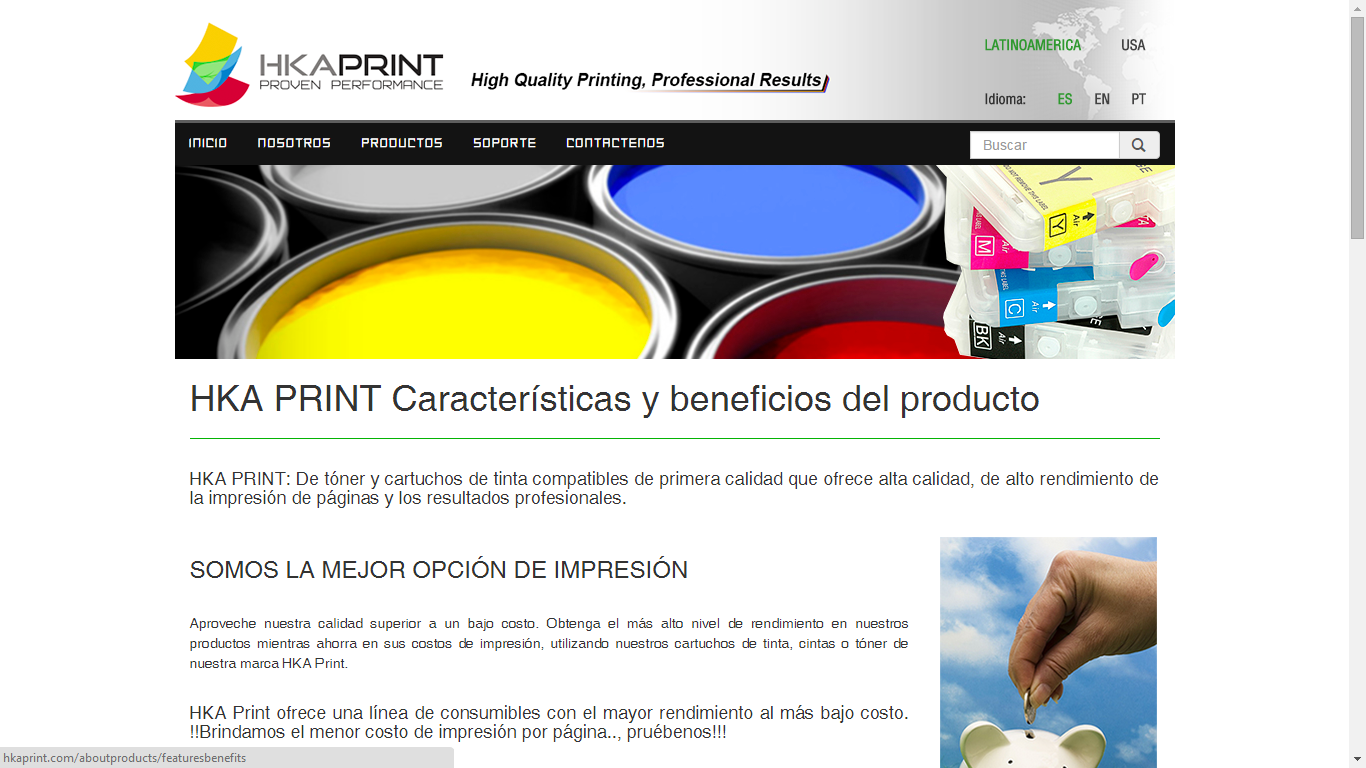 HKAPRINT
PROVEN PERFORMANCE
High Quality Printing, Professional Results
LATINOAMERICA USA
Idioma: ES EN PT
INICIO NOSOTROS PRODUCTOS SOPORTE CONTACTENOS
Buscar
Y
Air
Y
M
Air
C
Air
BK
Air
HKA PRINT Características y beneficios del producto
HKA PRINT: De tóner y cartuchos de tinta compatibles de primera calidad que ofrece alta calidad, de alto rendimiento de
la impresión de páginas y los resultados profesionales.
SOMOS LA MEJOR OPCIÓN DE IMPRESIÓN
Aproveche nuestra calidad superior a un bajo costo. Obtenga el más alto nivel de rendimiento en nuestros
productos mientras ahorra en sus costos de impresión, utilizando nuestros cartuchos de tinta, cintas o tóner de
nuestra marca HKA Print.
HKA Print ofrece una línea de consumibles con el mayor rendimiento al más bajo costo.
!!Brindamos el menor costo de impresión por página.., pruébenos!!!
hkaprint.com/aboutproducts/featuresbenefits